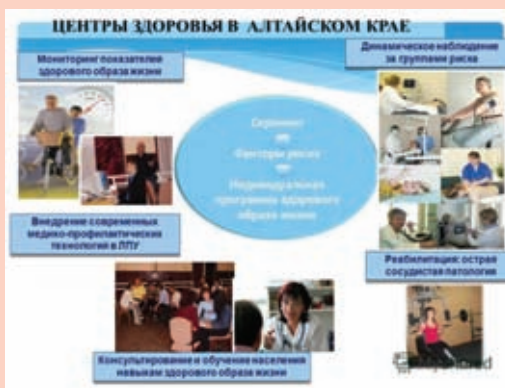 ЦЕНТРЫ ЗДОРОВЬЯ В АЛТАЙСКОМ КРАЕ
Мониторинг показателей
здорового образа жизни
Динамическое наблюдение
за группами риска
Скрининг
Факторы риска
Индивидуальная
программа здорового
образа жизни
Внедрение современных
медико-профилактических
технологий в ЛПУ
Реабилитация: острая
сосудистая патология
Консультирование и обучение населения
навыкам здорового образа жизни